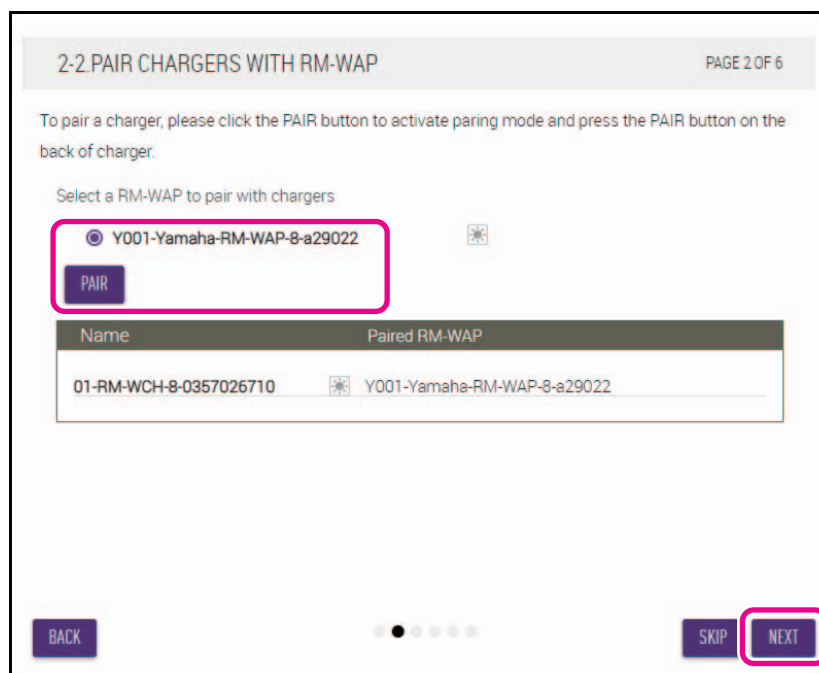 2-2.PAIR CHARGERS WITH RM-WAP PAGE 2 OF 6
To pair a charger, please click the PAIR button to activate paring mode and press the PAIR button on the
back of charger.
Select a RM-WAP to pair with chargers
Y001-Yamaha-RM-WAP-8-a29022
PAIR
Name Paired RM-WAP
01-RM-WCH-8-0357026710 Y001-Yamaha-RM-WAP-8-a29022
BACK SKIP NEXT